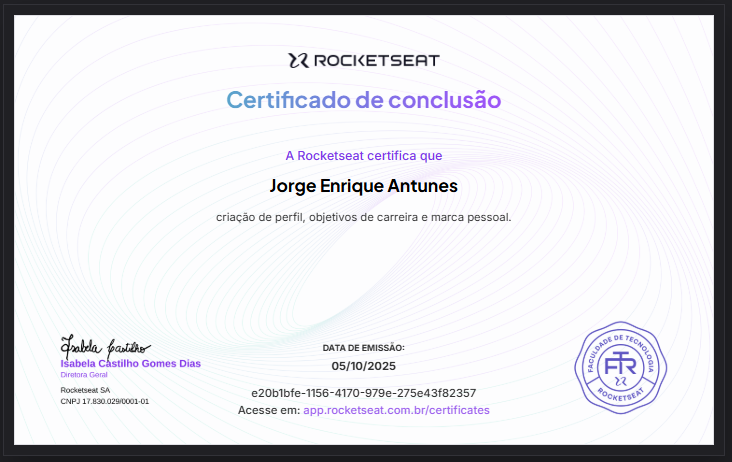 ROCKETSEAT
Certificado de conclusão
A Rocketseat certifica que
Jorge Enrique Antunes
criação de perfil, objetivos de carreira e marca pessoal.
Isabela Castilho
Isabela Castilho Gomes Dias
Diretora Geral
Rocketseat SA
CNPJ 17.830.029/0001-01
DATA DE EMISSÃO:
05/10/2025
e20b1bfe-1156-4170-979e-275e43f82357
Acesse em: app.rocketseat.com.br/certificates
FACULDADE DE TECNOLOGIA
FTR
ROCKETSEAT